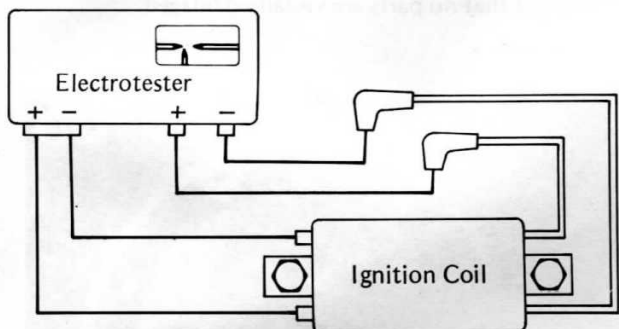 Electrotester
+ − + −
Ignition Coil